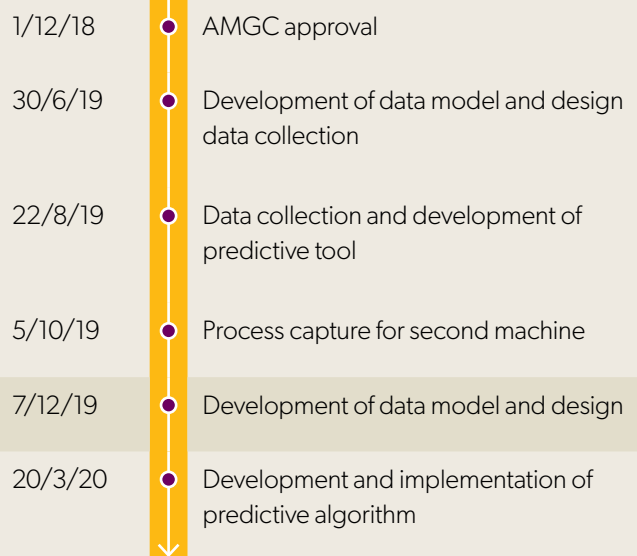 1/12/18 AMGC approval
30/6/19 Development of data model and design
data collection
22/8/19 Data collection and development of
predictive tool
5/10/19 Process capture for second machine
7/12/19 Development of data model and design
20/3/20 Development and implementation of
predictive algorithm